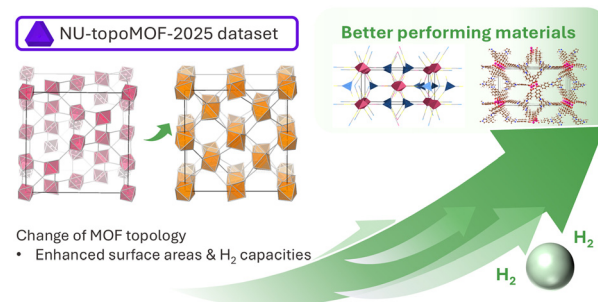 NU-topoMOF-2025 dataset
Better performing materials
Change of MOF topology
• Enhanced surface areas & H₂ capacities
H₂
H₂